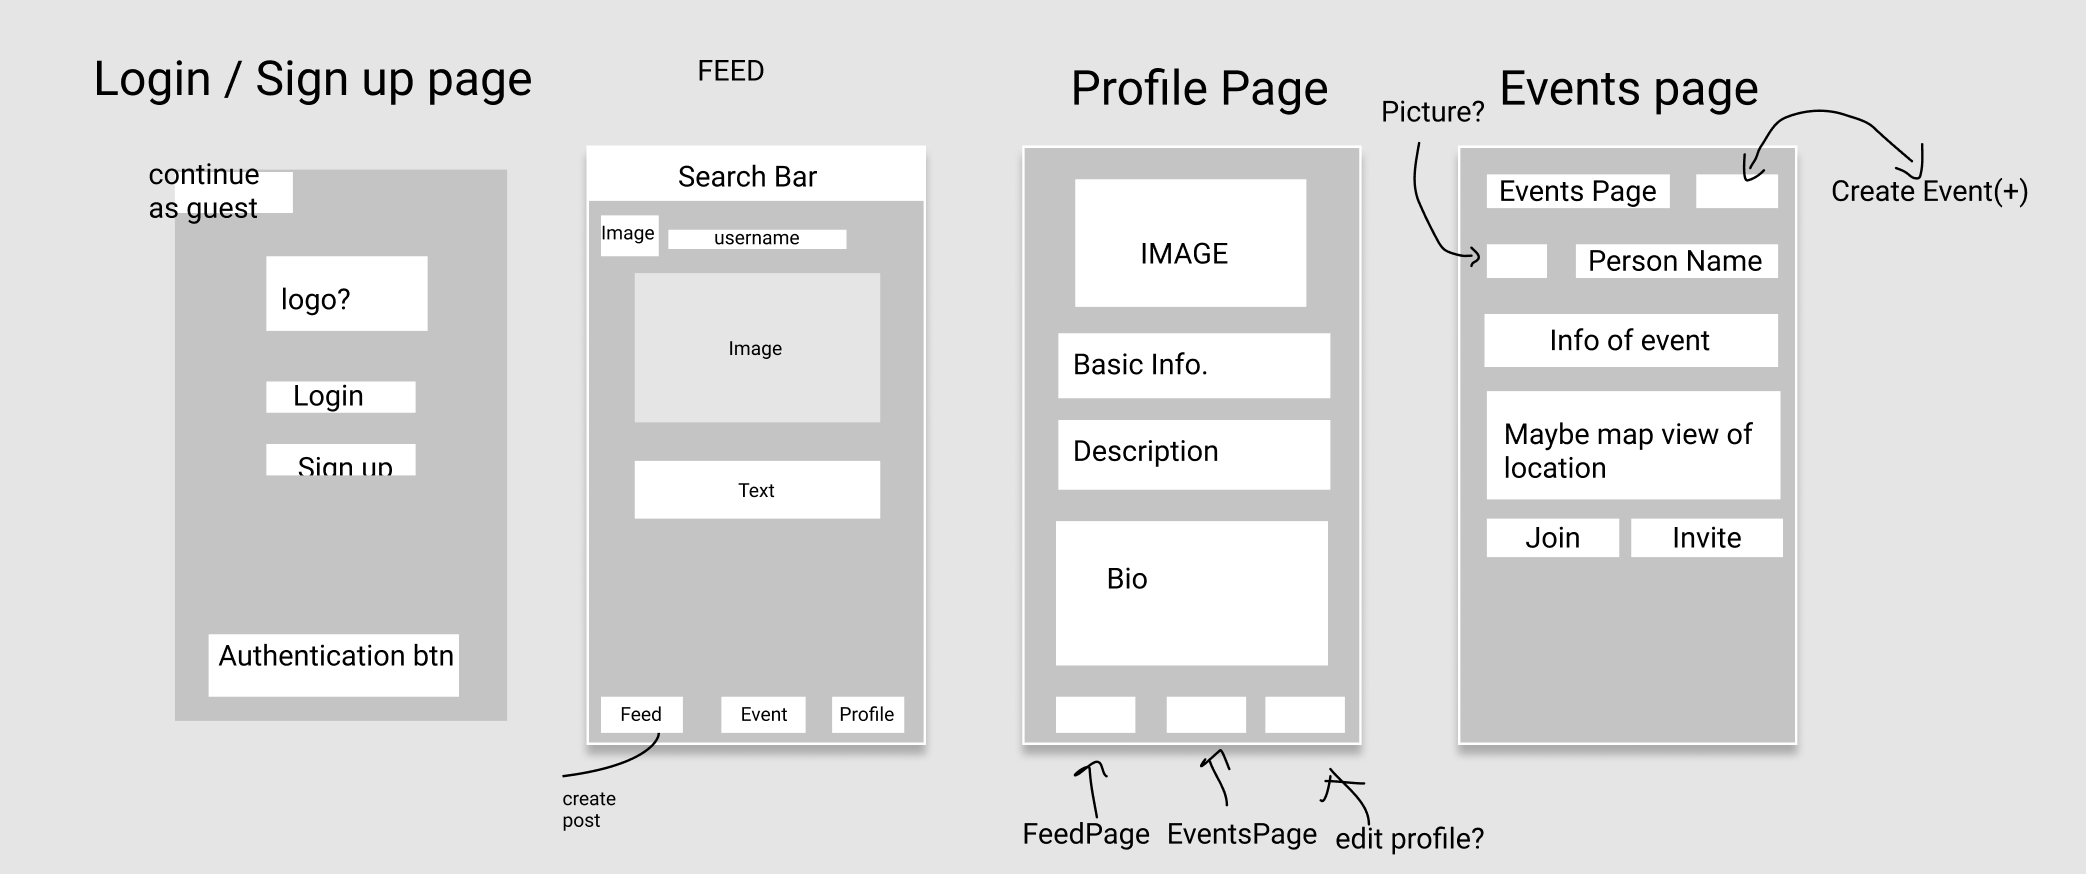 Login / Sign up page
continue
as guest
logo?
Login
Sign up
Authentication btn
FEED
Search Bar
Image
username
Image
Text
Feed
Event
Profile
create
post
Profile Page
IMAGE
Basic Info.
Description
Bio
FeedPage
EventsPage
edit profile?
Events page
Picture?
Events Page
Create Event(+)
Person Name
Info of event
Maybe map view of
location
Join
Invite